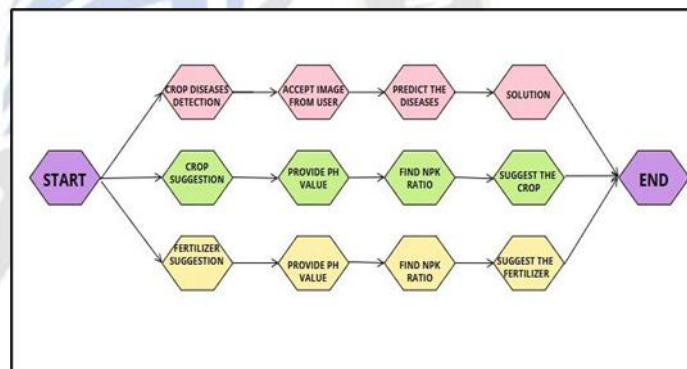 START
CROP DISEASES
DETECTION
ACCEPT IMAGE
FROM USER
PREDICT THE
DISEASES
SOLUTION
CROP
SUGGESTION
PROVIDE PH
VALUE
FIND NPK
RATIO
SUGGEST THE
CROP
FERTILIZER
SUGGESTION
PROVIDE PH
VALUE
FIND NPK
RATIO
SUGGEST THE
FERTILIZER
END